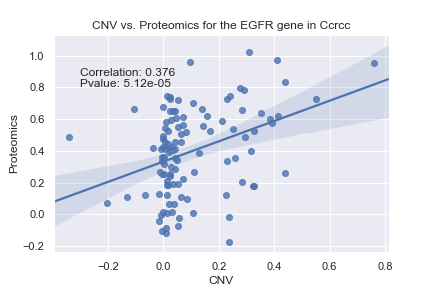 CNV vs. Proteomics for the EGFR gene in Ccrcc
1.0
Correlation: 0.376
Pvalue: 5.12e-05
0.8
0.6
Proteomics
0.4
0.2
0.0
−0.2
−0.2 0.0 0.2 0.4 0.6 0.8
CNV